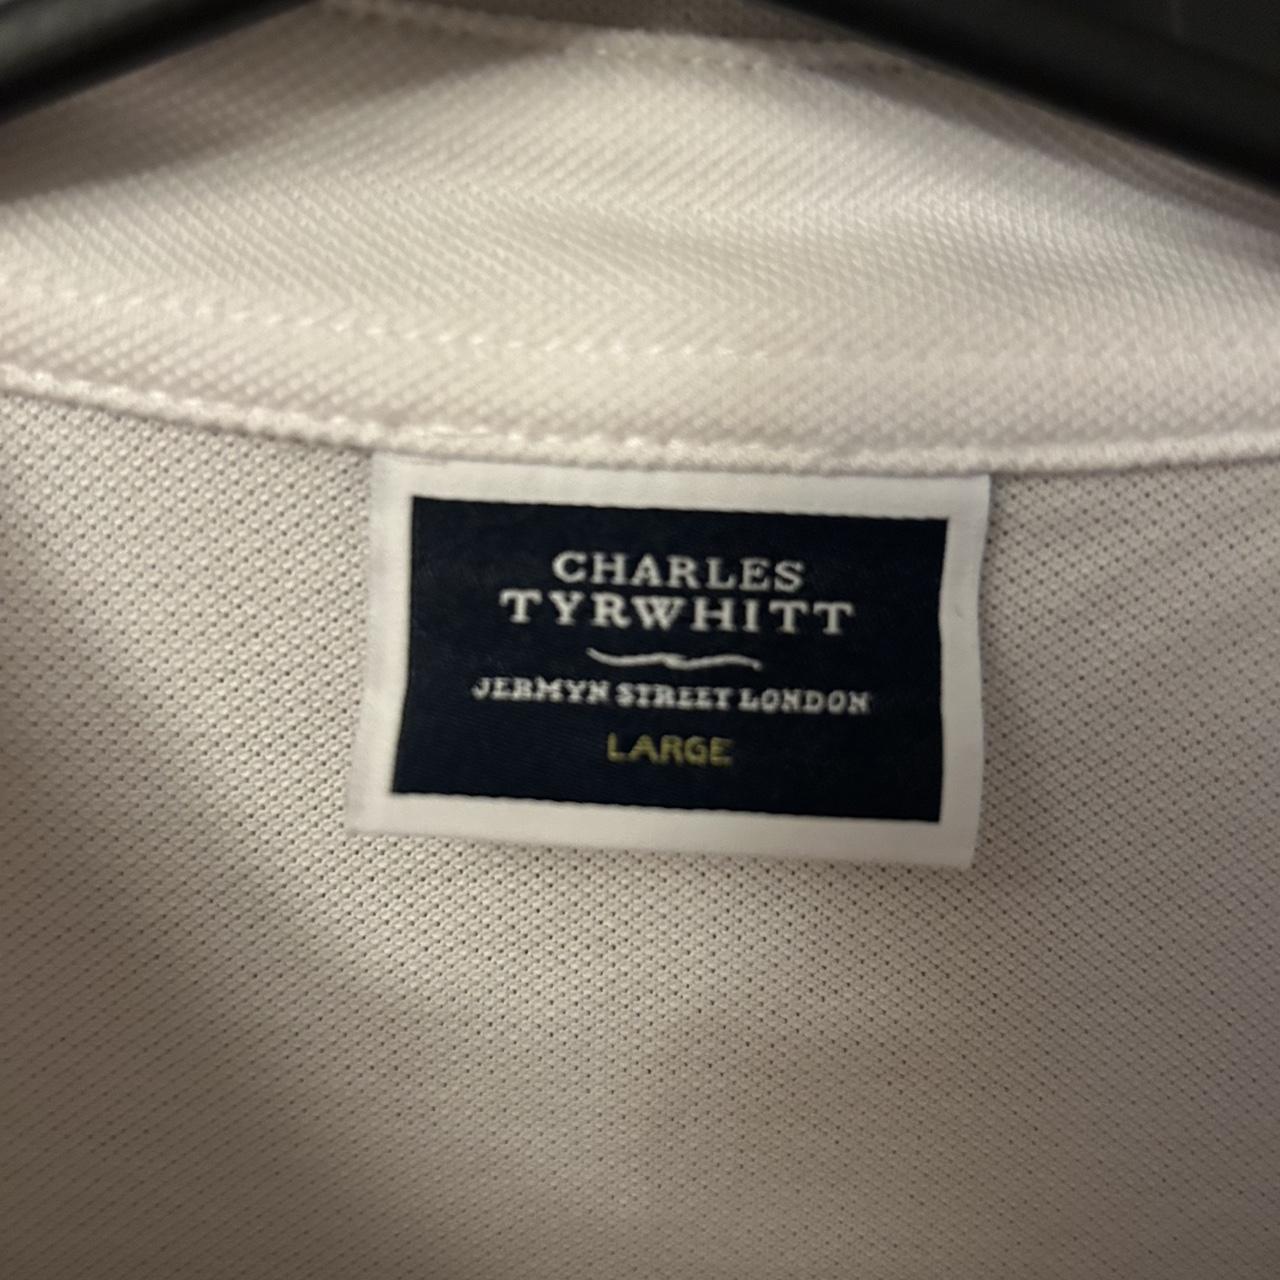 CHARLES
TYRWHITT
JERMYN STREET LONDON
LARGE